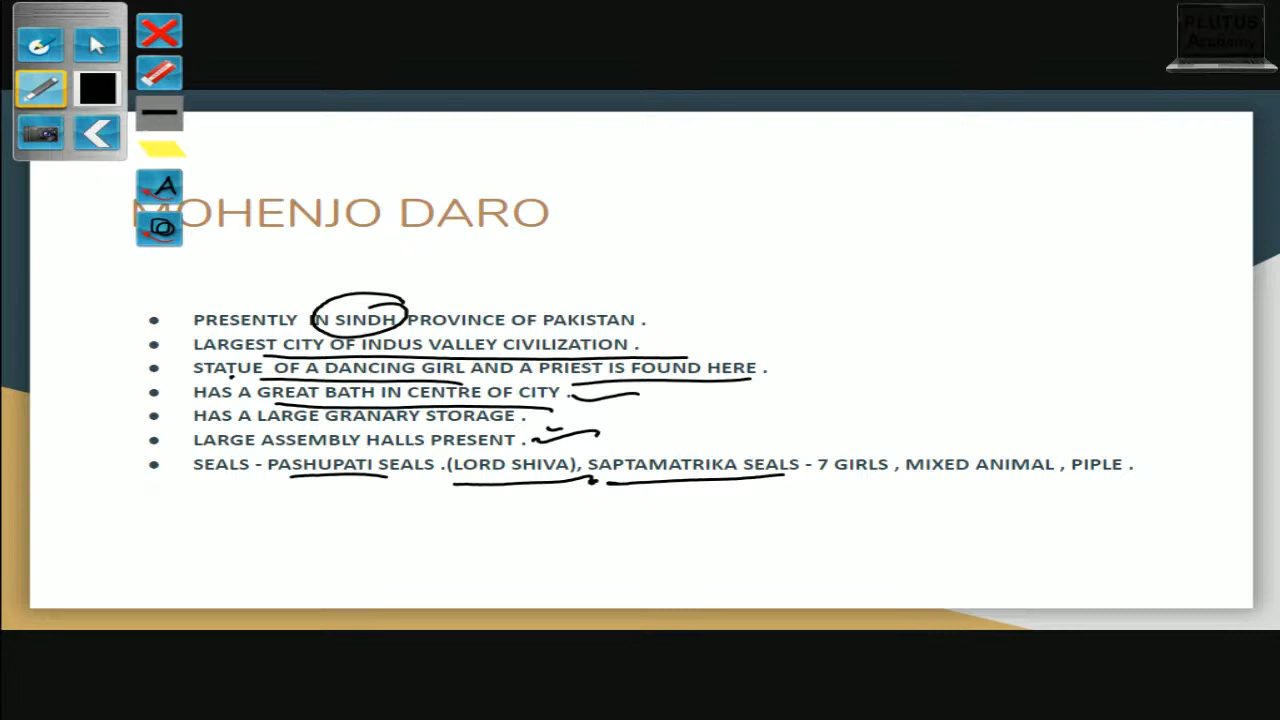 PLUTUS
Academy
MOHENJO DARO
● PRESENTLY IN SINDH PROVINCE OF PAKISTAN .
● LARGEST CITY OF INDUS VALLEY CIVILIZATION .
● STATUE OF A DANCING GIRL AND A PRIEST IS FOUND HERE .
● HAS A GREAT BATH IN CENTRE OF CITY .
● HAS A LARGE GRANARY STORAGE .
● LARGE ASSEMBLY HALLS PRESENT .
● SEALS - PASHUPATI SEALS .(LORD SHIVA), SAPTAMATRIKA SEALS - 7 GIRLS , MIXED ANIMAL , PIPLE .